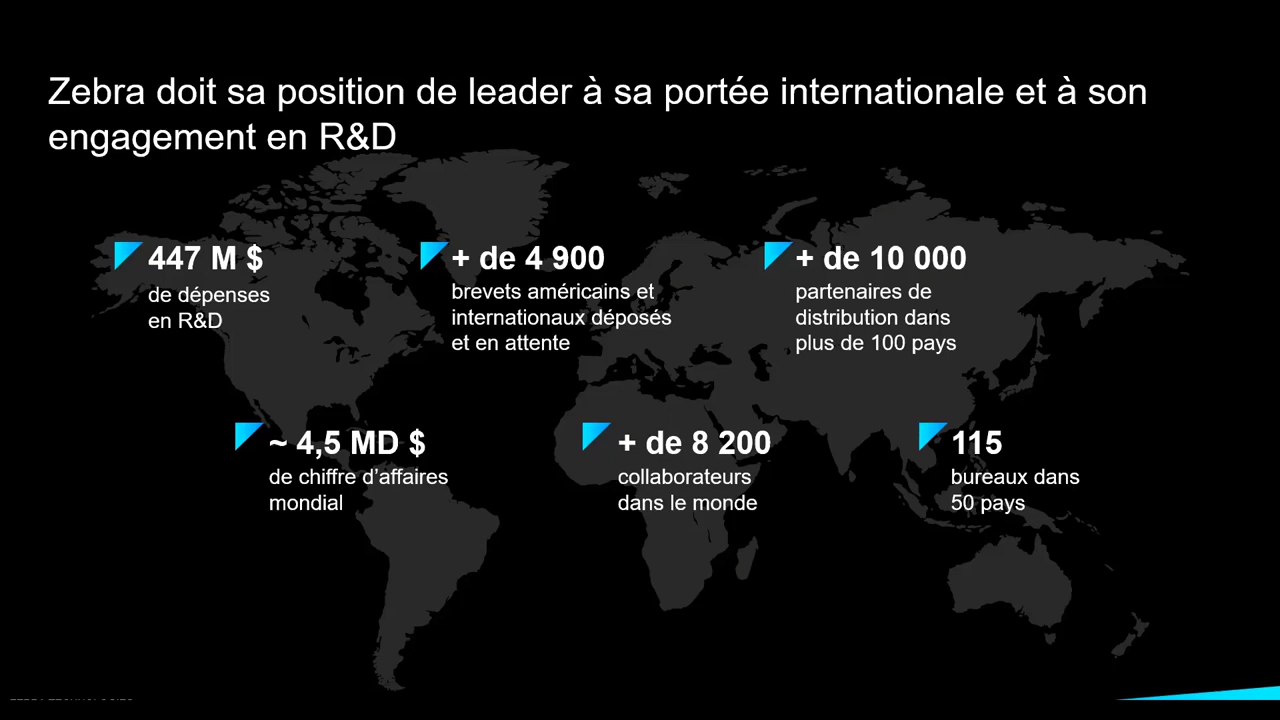 Zebra doit sa position de leader à sa portée internationale et à son
engagement en R&D
447 M $
de dépenses
en R&D
+ de 4 900
brevets américains et
internationaux déposés
et en attente
+ de 10 000
partenaires de
distribution dans
plus de 100 pays
~ 4,5 MD $
de chiffre d’affaires
mondial
+ de 8 200
collaborateurs
dans le monde
115
bureaux dans
50 pays